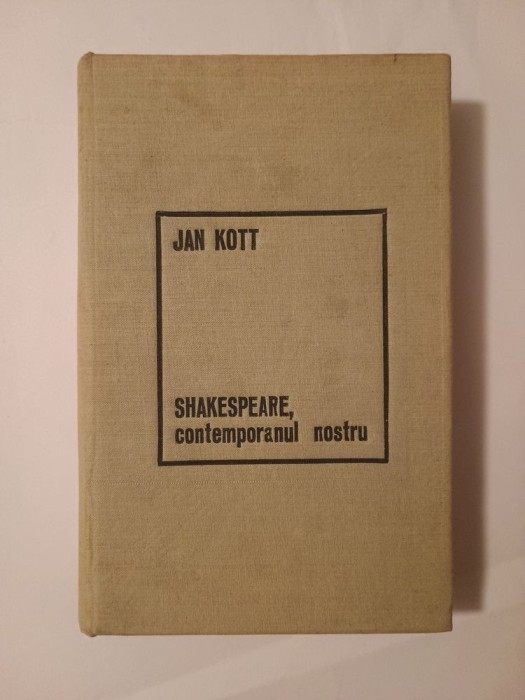 JAN KOTT
SHAKESPEARE,
contemporanul nostru